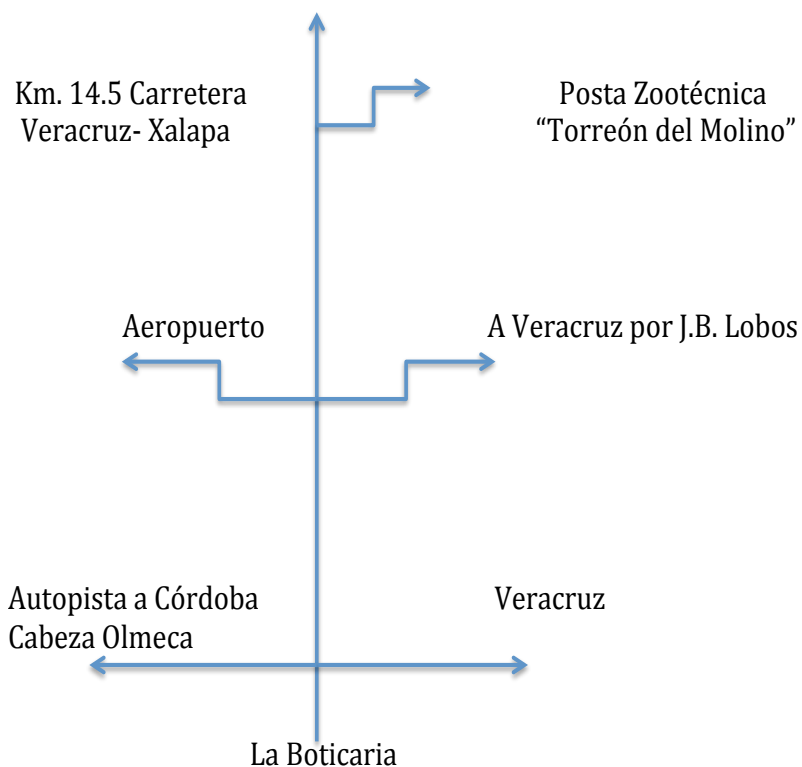 Km. 14.5 Carretera
Veracruz- Xalapa
Posta Zootécnica
“Torreón del Molino”
Aeropuerto
A Veracruz por J.B. Lobos
Autopista a Córdoba
Cabeza Olmeca
Veracruz
La Boticaria